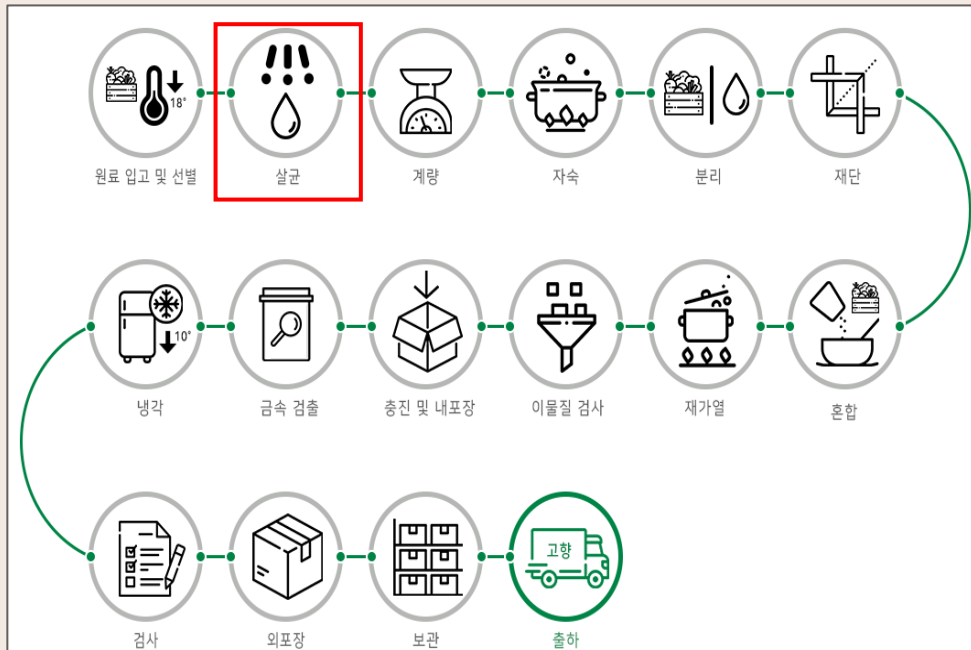 18°
원료 입고 및 선별
살균
계량
자숙
분리
재단
10°
냉각
금속 검출
충진 및 내포장
이물질 검사
재가열
혼합
고향
검사
외포장
보관
출하